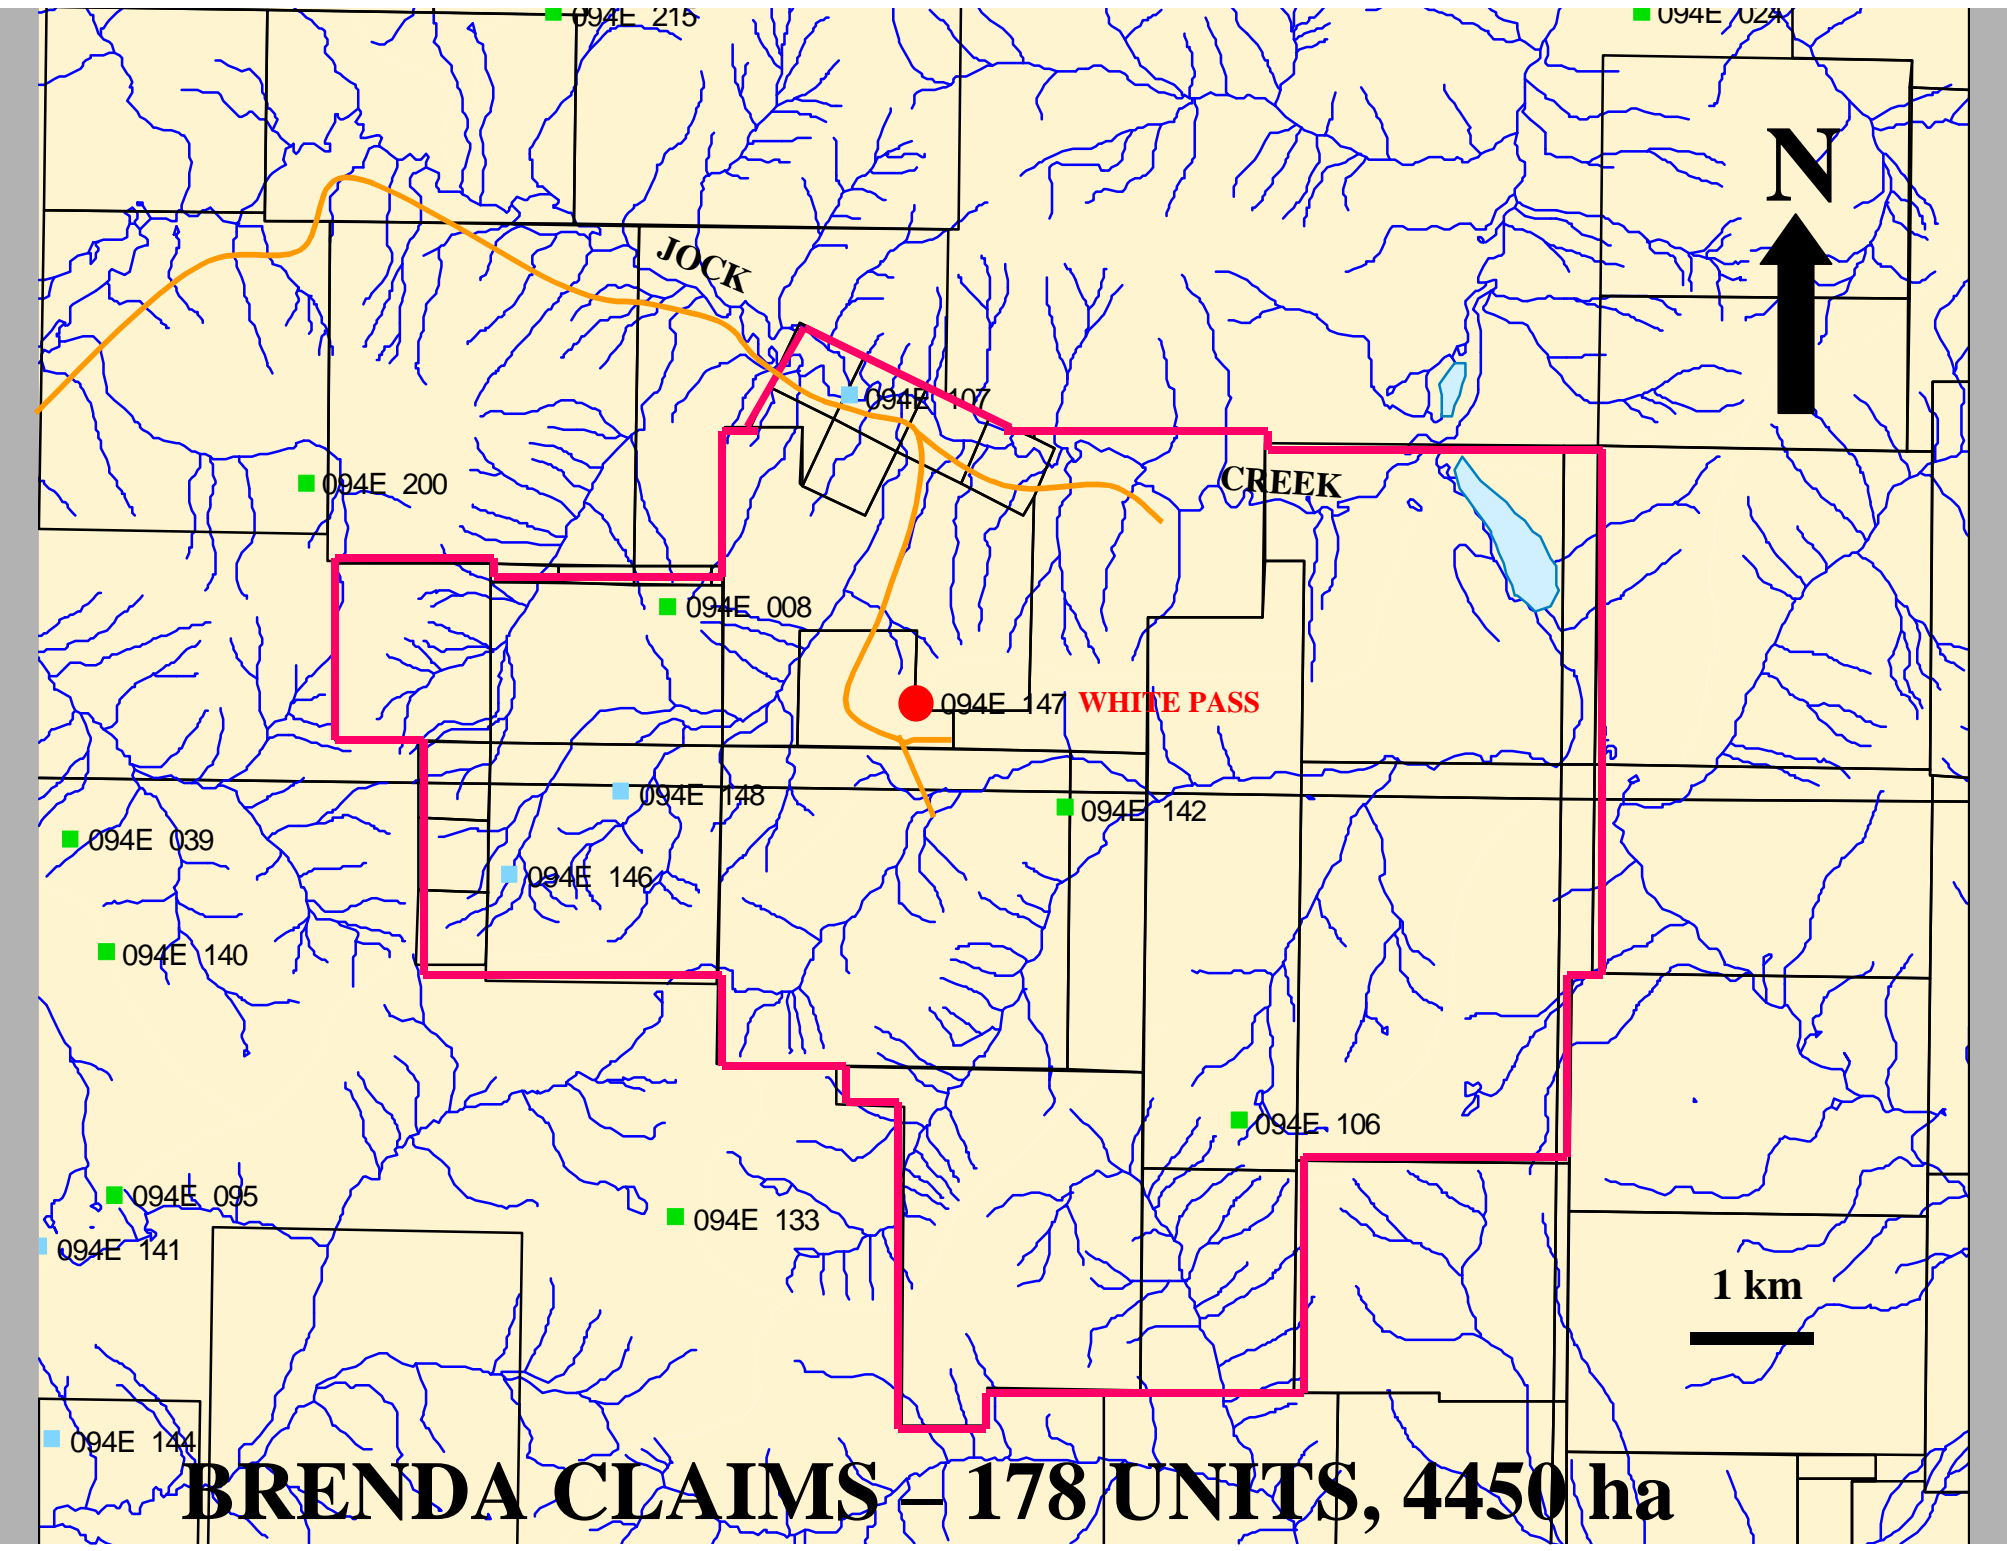 094E 215
094E 024
N
JOCK
094E 107
094E 200
CREEK
094E 008
094E 147 WHITE PASS
094E 148
094E 142
094E 039
094E 146
094E 140
094E 106
094E 095
094E 133
094E 141
1 km
094E 144
BRENDA CLAIMS – 178 UNITS, 4450 ha